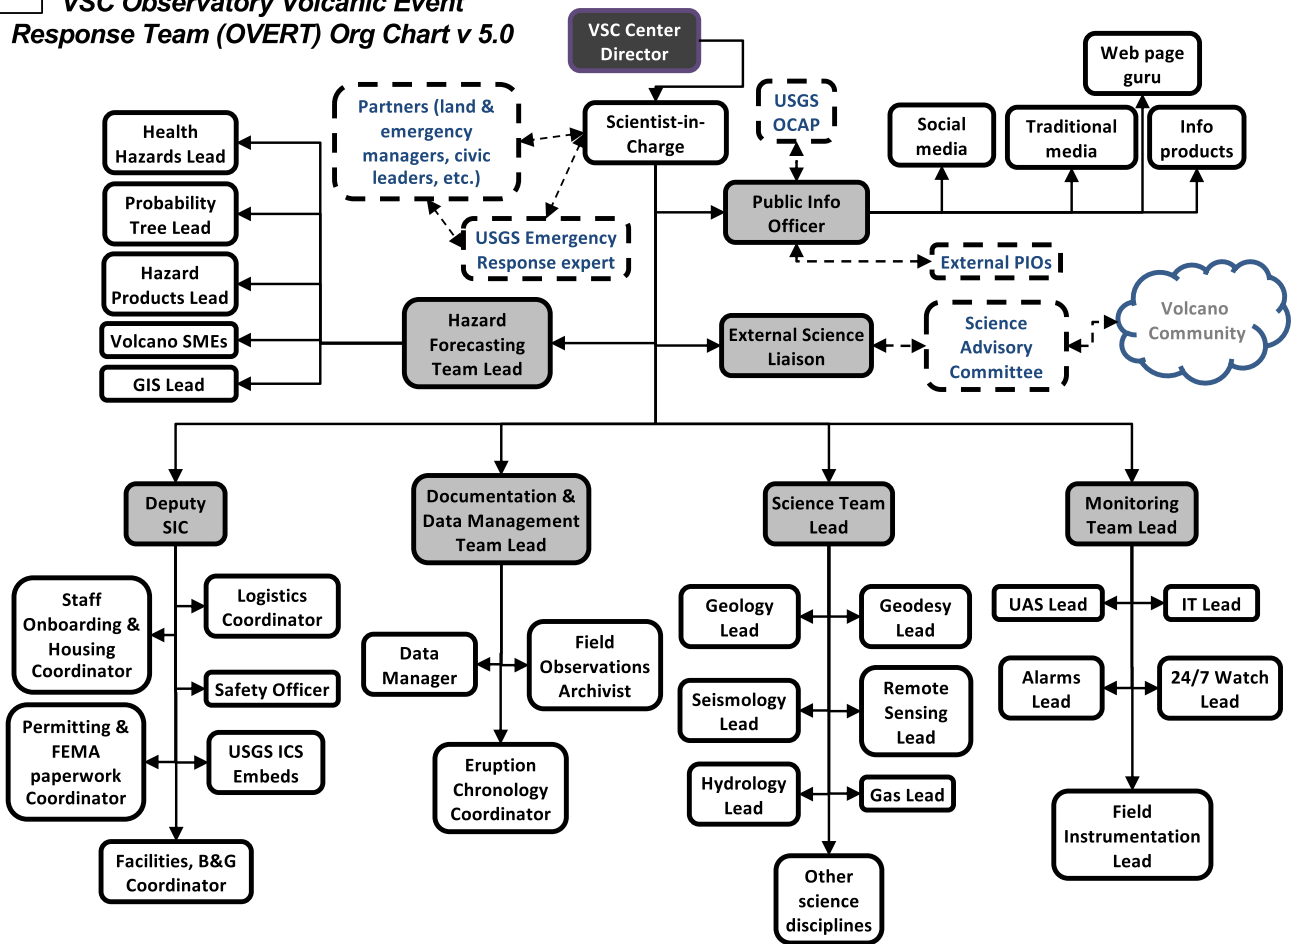 VSC Observatory Volcanic Event
Response Team (OVERT) Org Chart v 5.0
VSC Center
Director
Partners (land &
emergency
managers, civic
leaders, etc.)
Scientist-in-
Charge
USGS
OCAP
Social
media
Traditional
media
Web page
guru
Info
products
Health
Hazards Lead
Probability
Tree Lead
Hazard
Products Lead
Volcano SMEs
GIS Lead
USGS Emergency
Response expert
Public Info
Officer
External PIOs
Hazard
Forecasting
Team Lead
External Science
Liaison
Science
Advisory
Committee
Volcano
Community
Deputy
SIC
Documentation &
Data Management
Team Lead
Science Team
Lead
Monitoring
Team Lead
Staff
Onboarding &
Housing
Coordinator
Logistics
Coordinator
Safety Officer
Permitting &
FEMA
paperwork
Coordinator
USGS ICS
Embeds
Facilities, B&G
Coordinator
Data
Manager
Field
Observations
Archivist
Eruption
Chronology
Coordinator
Geology
Lead
Geodesy
Lead
Seismology
Lead
Remote
Sensing
Lead
Hydrology
Lead
Gas Lead
Other
science
disciplines
UAS Lead
IT Lead
Alarms
Lead
24/7 Watch
Lead
Field
Instrumentation
Lead